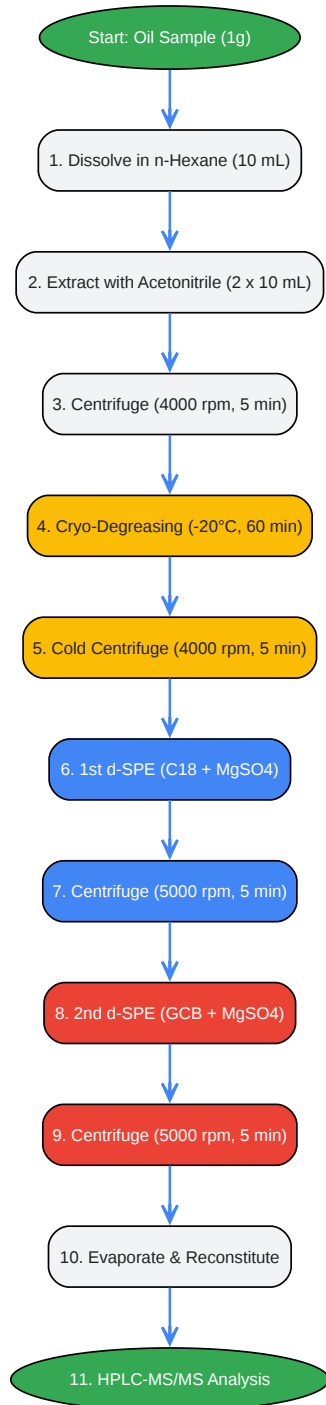 Start: Oil Sample (1g)
1. Dissolve in n-Hexane (10 mL)
2. Extract with Acetonitrile (2 x 10 mL)
3. Centrifuge (4000 rpm, 5 min)
4. Cryo-Degreasing (-20°C, 60 min)
5. Cold Centrifuge (4000 rpm, 5 min)
6. 1st d-SPE (C18 + MgSO4)
7. Centrifuge (5000 rpm, 5 min)
8. 2nd d-SPE (GCB + MgSO4)
9. Centrifuge (5000 rpm, 5 min)
10. Evaporate & Reconstitute
11. HPLC-MS/MS Analysis